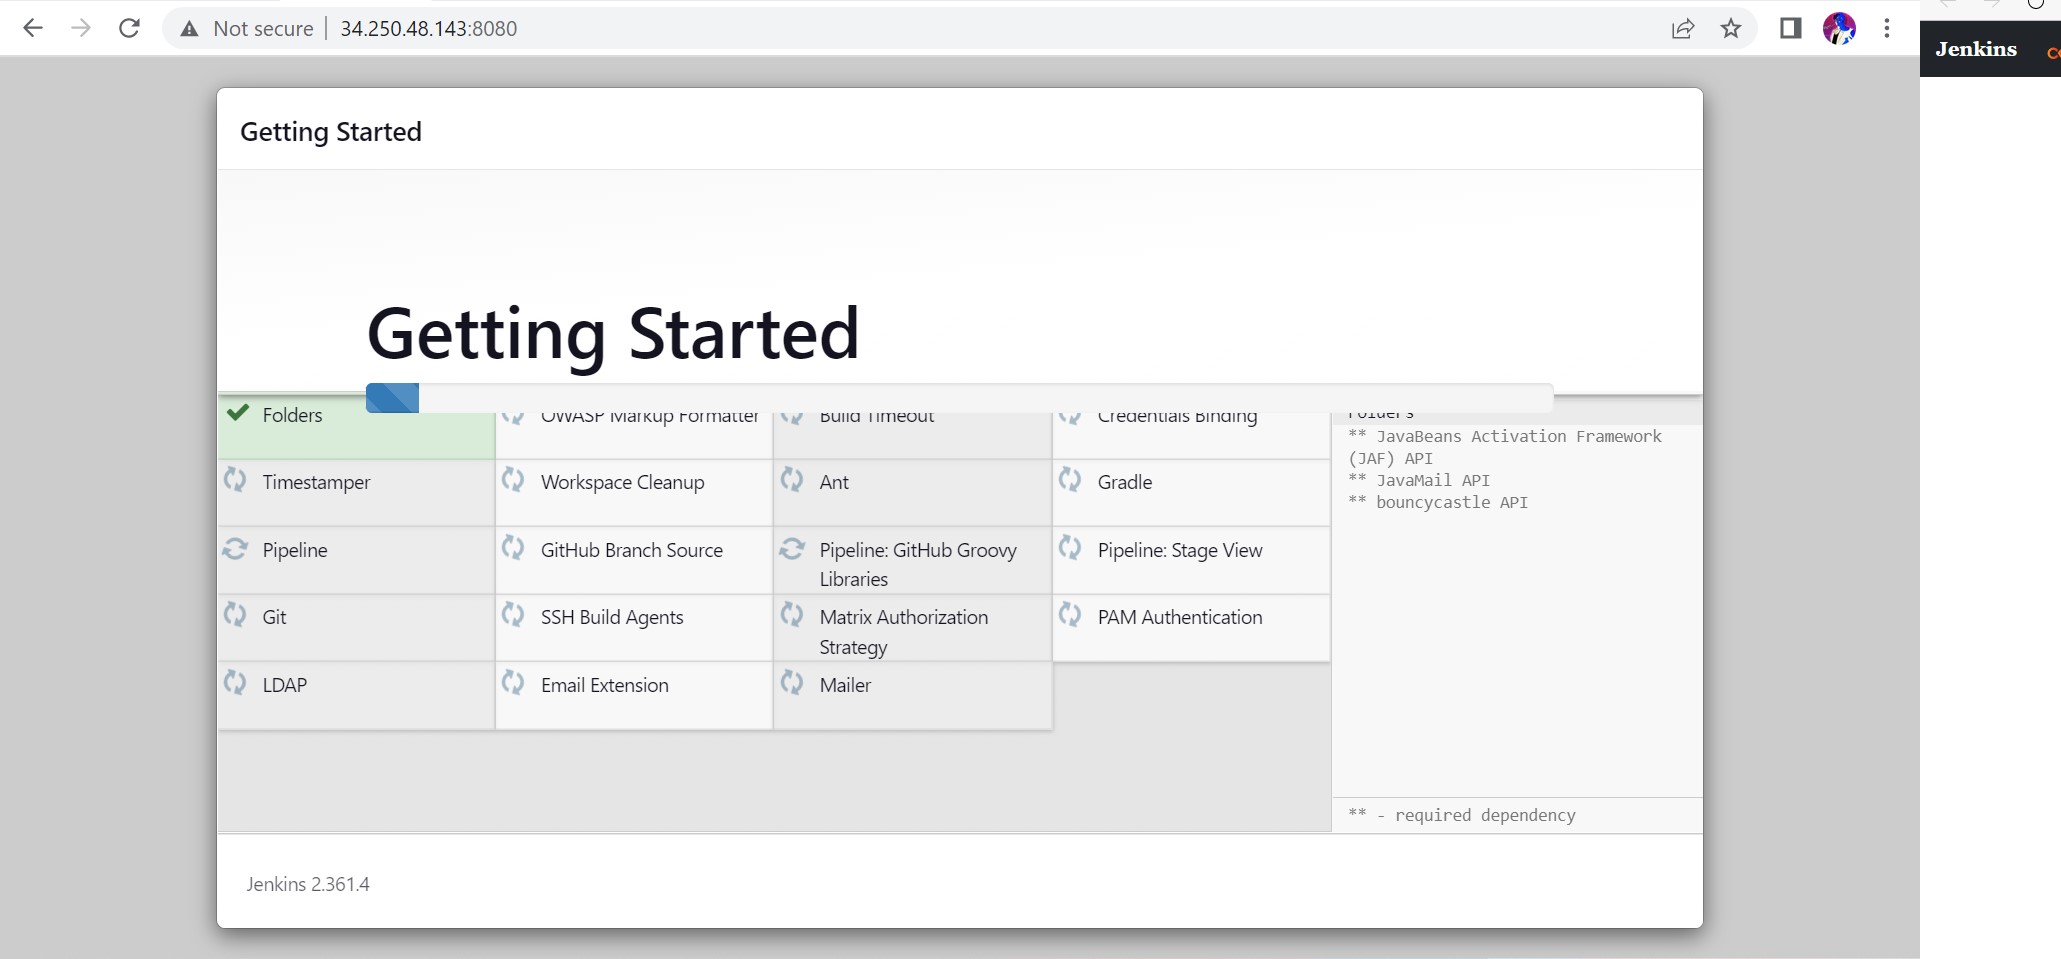 Not secure | 34.250.48.143:8080
Jenkins
Getting Started
Getting Started
Folders
OWASP Markup Formatter
Build Timeout
Credentials Binding
Folders
** JavaBeans Activation Framework
(JAF) API
** JavaMail API
** bouncycastle API
Timestamper
Workspace Cleanup
Ant
Gradle
Pipeline
GitHub Branch Source
Pipeline: GitHub Groovy
Libraries
Pipeline: Stage View
Git
SSH Build Agents
Matrix Authorization
Strategy
PAM Authentication
LDAP
Email Extension
Mailer
** - required dependency
Jenkins 2.361.4